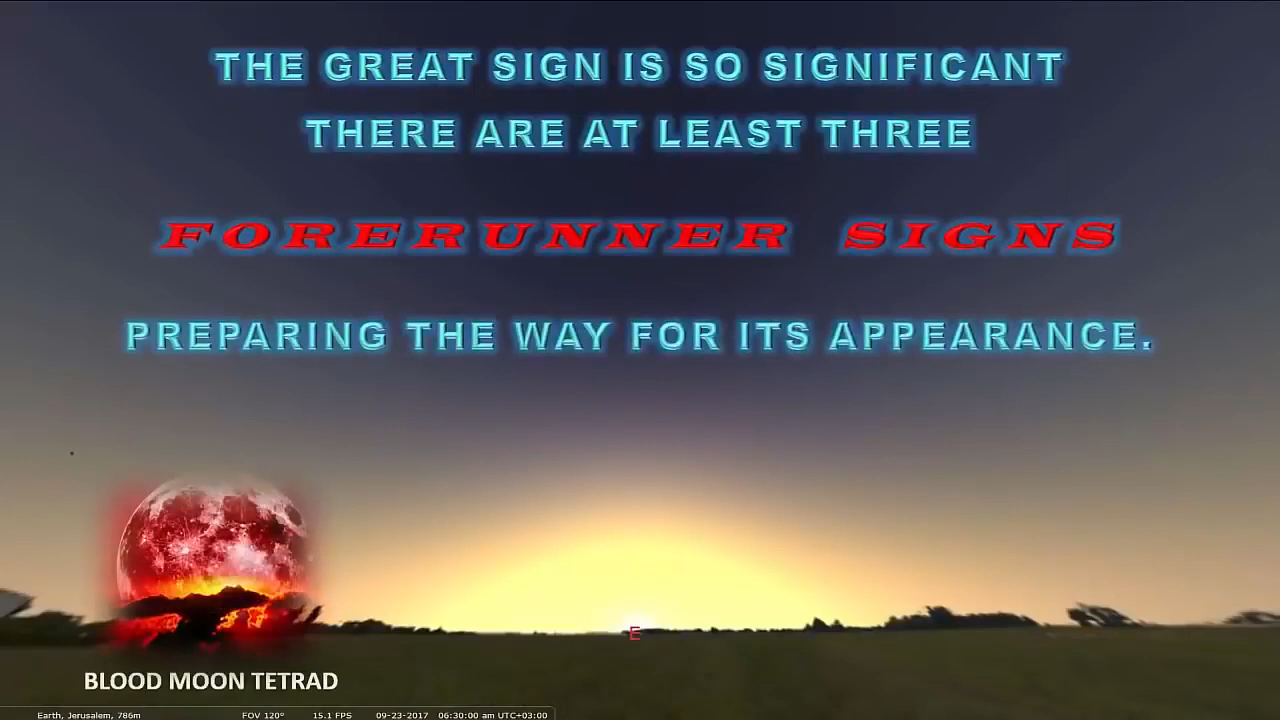 THE GREAT SIGN IS SO SIGNIFICANT
THERE ARE AT LEAST THREE
FORERUNNER SIGNS
PREPARING THE WAY FOR ITS APPEARANCE.
E
BLOOD MOON TETRAD
Earth, Jerusalem, 786m FOV 120° 15.1 FPS 09-23-2017 06:30:00 am UTC+03:00